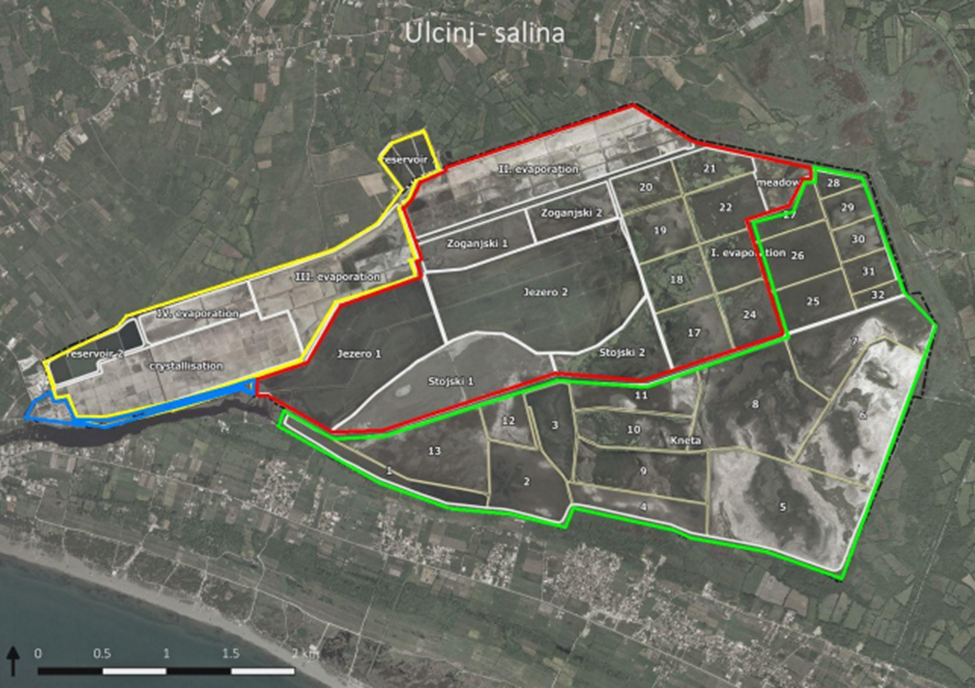 Ulcinj- salina
reservoir
II. evaporation
21
20
meadow
28
22
27
29
Zoganjski 2
Zoganjski 1
19
30
I. evaporation
26
III. evaporation
18
31
Jezero 2
32
25
IV. evaporation
24
17
reservoir 2
Jezero 1
Stojski 2
7
crystallisation
Stojski 1
11
8
6
12
3
10
Kneta
13
1
9
2
4
5
0 0.5 1 1.5 2 km